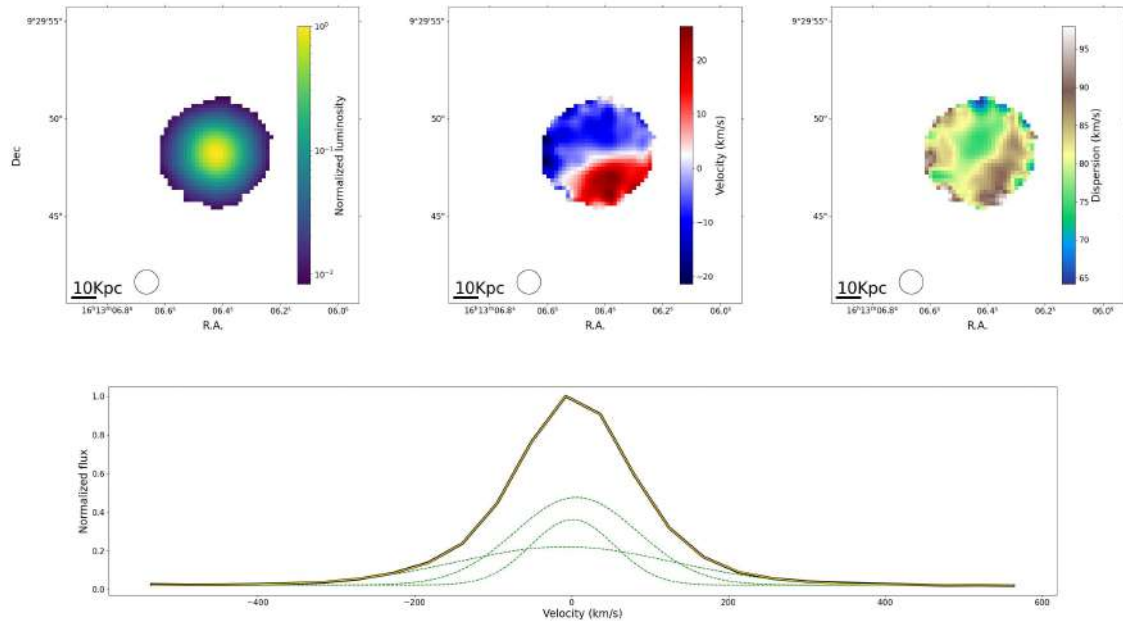 9°29'55"
50"
45"
Dec
10Kpc
16ʰ13ᵐ06.8ˢ
06.6ˢ
06.4ˢ
06.2ˢ
06.0ˢ
R.A.
10⁰
10⁻¹
10⁻²
Normalized luminosity
9°29'55"
50"
45"
10Kpc
16ʰ13ᵐ06.8ˢ
06.6ˢ
06.4ˢ
06.2ˢ
06.0ˢ
R.A.
20
10
0
−10
−20
Velocity (km/s)
9°29'55"
50"
45"
10Kpc
16ʰ13ᵐ06.8ˢ
06.6ˢ
06.4ˢ
06.2ˢ
06.0ˢ
R.A.
95
90
85
80
75
70
65
Dispersion (km/s)
1.0
0.8
0.6
0.4
0.2
0.0
Normalized flux
−400
−200
0
200
400
600
Velocity (km/s)